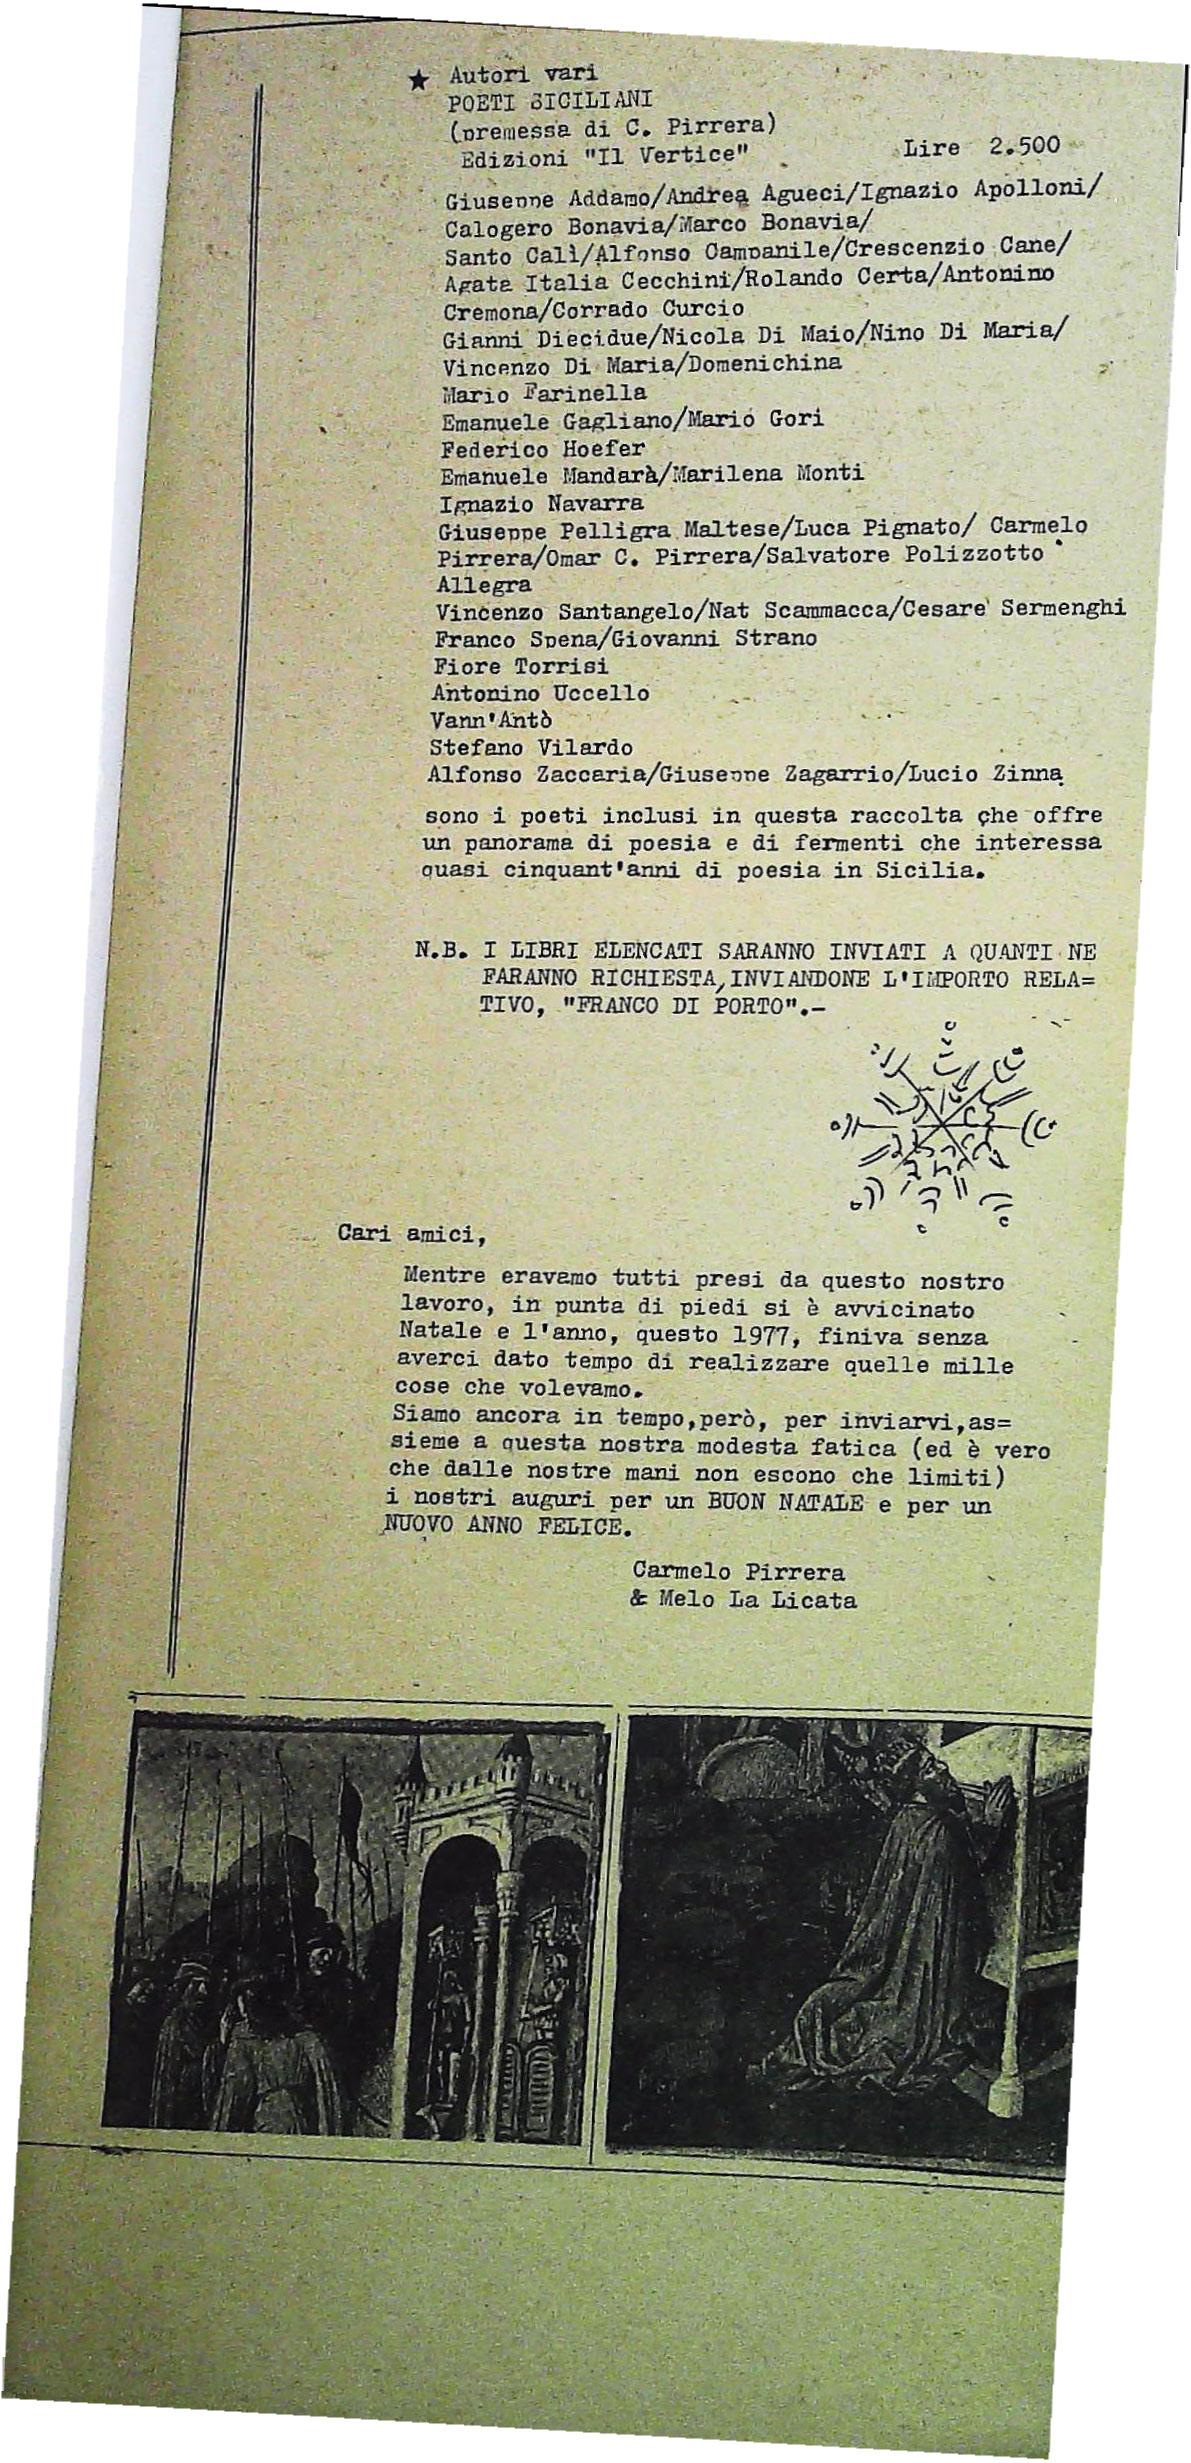 ★ Autori vari
POETI SICILIANI
(premessa di C. Pirrera)
Edizioni "Il Vertice" Lire 2.500
Giuseppe Addamo/Andrea Agueci/Ignazio Apolloni/
Calogero Bonavia/Marco Bonavia/
Santo Calì/Alfonso Campanile/Crescenzio Cane/
Agata Italia Cecchini/Rolando Certa/Antonino
Cremona/Corrado Curcio
Gianni Diecidue/Nicola Di Maio/Nino Di Maria/
Vincenzo Di Maria/Domenichina
Mario Farinella
Emanuele Gagliano/Mario Gori
Federico Hoefer
Emanuele Mandarà/Marilena Monti
Ignazio Navarra
Giuseppe Pelligra Maltese/Luca Pignato/ Carmelo
Pirrera/Omar C. Pirrera/Salvatore Polizzotto
Allegra
Vincenzo Santangelo/Nat Scammacca/Cesare Sermenghi
Franco Spena/Giovanni Strano
Fiore Torrisi
Antonino Uccello
Vann'Antò
Stefano Vilardo
Alfonso Zaccaria/Giuseppe Zagarrio/Lucio Zinna
sono i poeti inclusi in questa raccolta che offre
un panorama di poesia e di fermenti che interessa
quasi cinquant'anni di poesia in Sicilia.
N.B. I LIBRI ELENCATI SARANNO INVIATI A QUANTI NE
FARANNO RICHIESTA,INVIANDONE L'IMPORTO RELA=
TIVO, "FRANCO DI PORTO".-
Cari amici,
Mentre eravamo tutti presi da questo nostro
lavoro, in punta di piedi si è avvicinato
Natale e l'anno, questo 1977, finiva senza
averci dato tempo di realizzare quelle mille
cose che volevamo.
Siamo ancora in tempo,però, per inviarvi,as=
sieme a questa nostra modesta fatica (ed è vero
che dalle nostre mani non escono che limiti)
i nostri auguri per un BUON NATALE e per un
NUOVO ANNO FELICE.
Carmelo Pirrera
& Melo La Licata